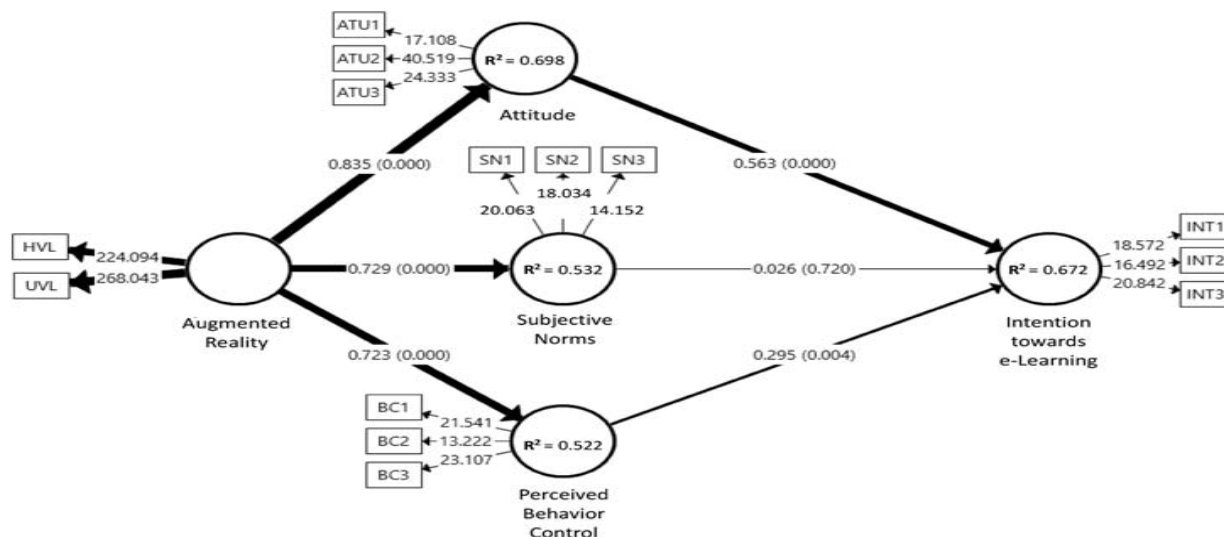 ATU1
17.108
ATU2
40.519
ATU3
24.333
R² = 0.698
Attitude
0.835 (0.000)
0.563 (0.000)
SN1
SN2
SN3
20.063
18.034
14.152
HVL
224.094
UVL
268.043
Augmented
Reality
0.729 (0.000)
R² = 0.532
Subjective
Norms
0.026 (0.720)
R² = 0.672
Intention
towards
e-Learning
18.572
INT1
16.492
INT2
20.842
INT3
0.723 (0.000)
0.295 (0.004)
BC1
21.541
BC2
13.222
BC3
23.107
R² = 0.522
Perceived
Behavior
Control